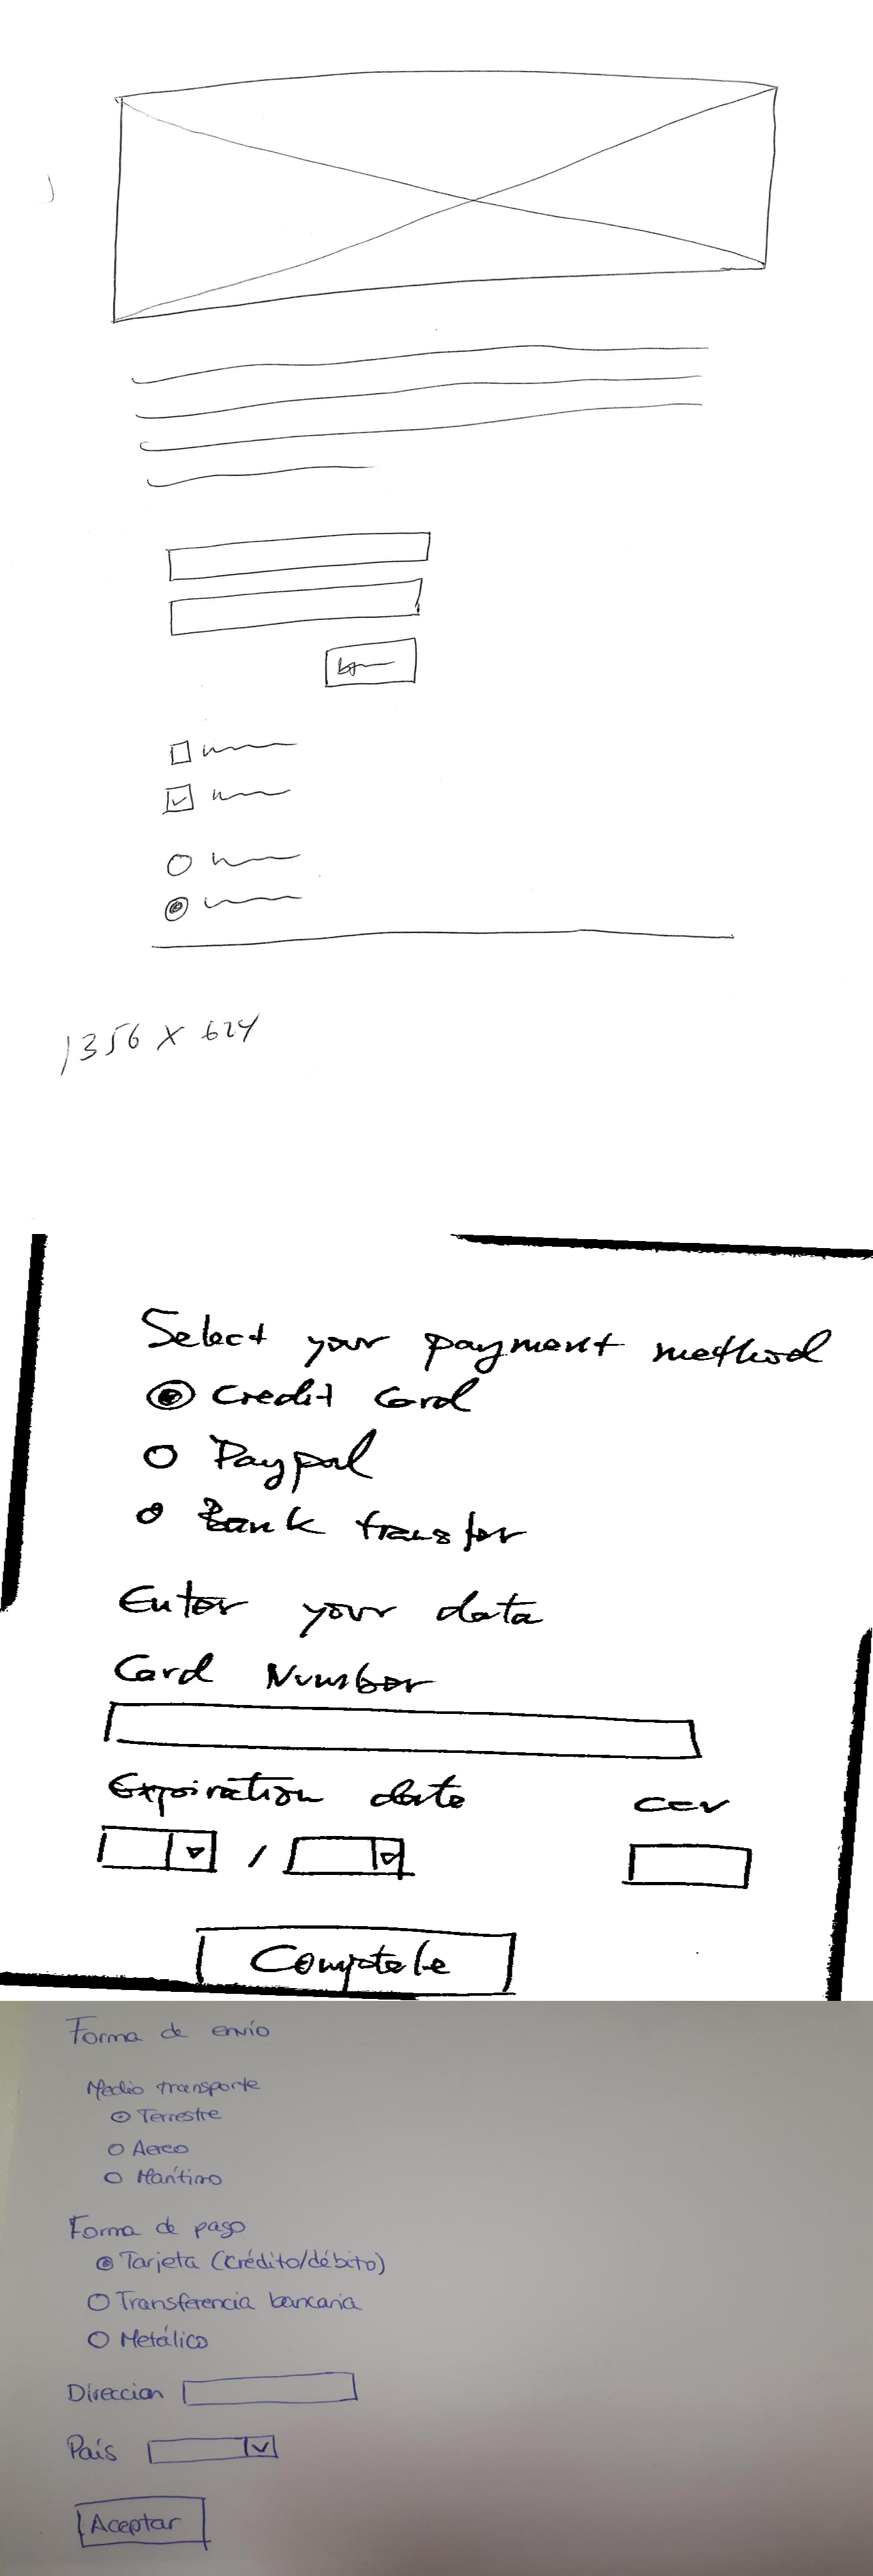 1356 X 624
Select your payment method
Credit Card
Paypal
Bank transfer
Enter your data
Card Number
Expiration date
CCV
/
Comptele
Forma de envío
Medio transporte
Terrestre
Aereo
Marítimo
Forma de pago
Tarjeta (crédito/débito)
Transferencia bancaria
Metálico
Direccion
País
Aceptar